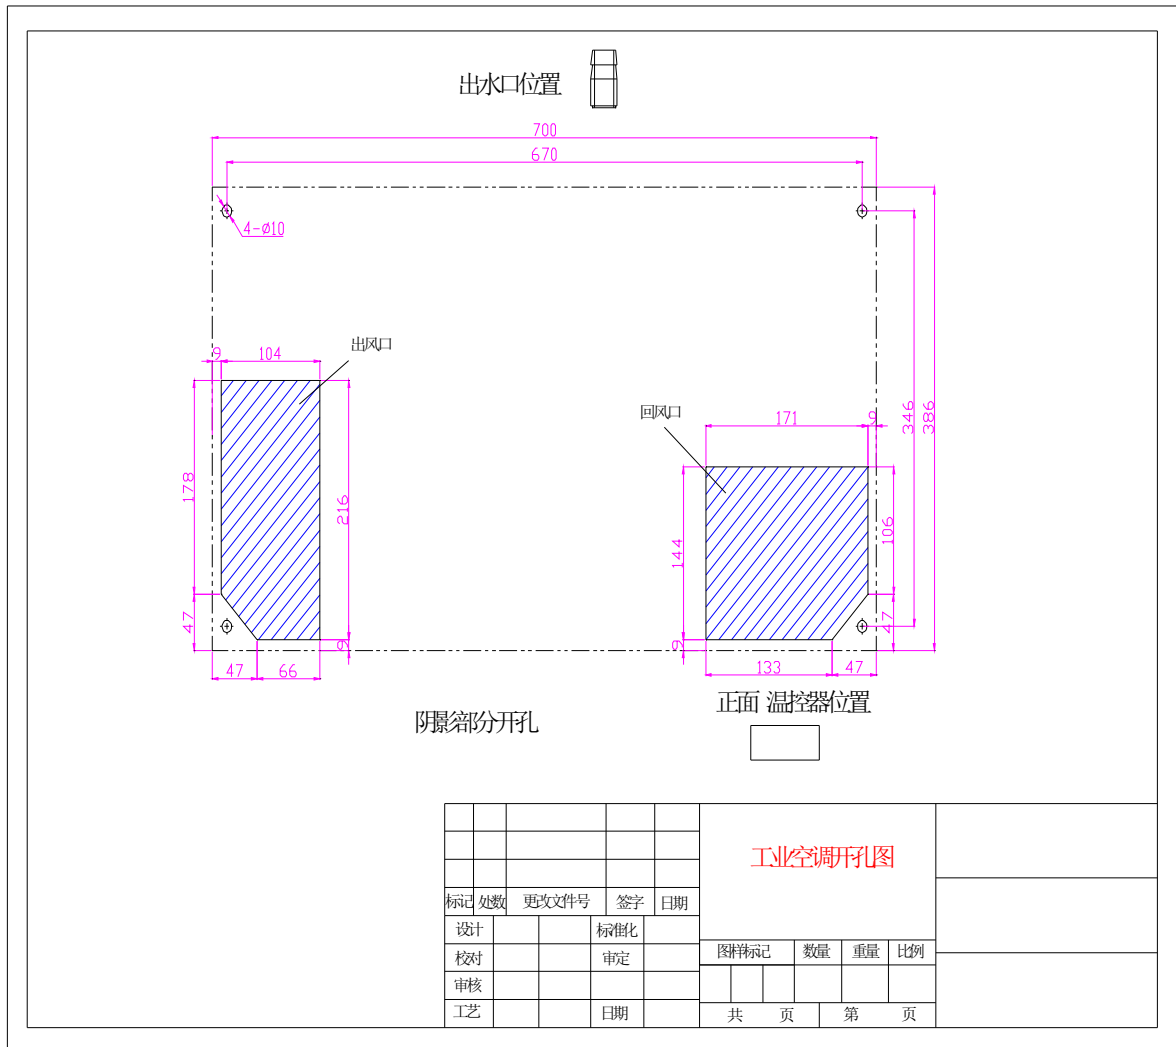 出水口位置
700
670
4-ø10
出风口
9
104
回风口
171
9
346
386
178
216
144
106
47
9
9
47
47
66
133
47
阴影部分开孔
正面 温控器位置
工业空调开孔图
标记 处数 更改文件号 签字 日期
设计 标准化
图样标记 数量 重量 比例
校对 审定
审核
工艺 日期
共 页 第 页